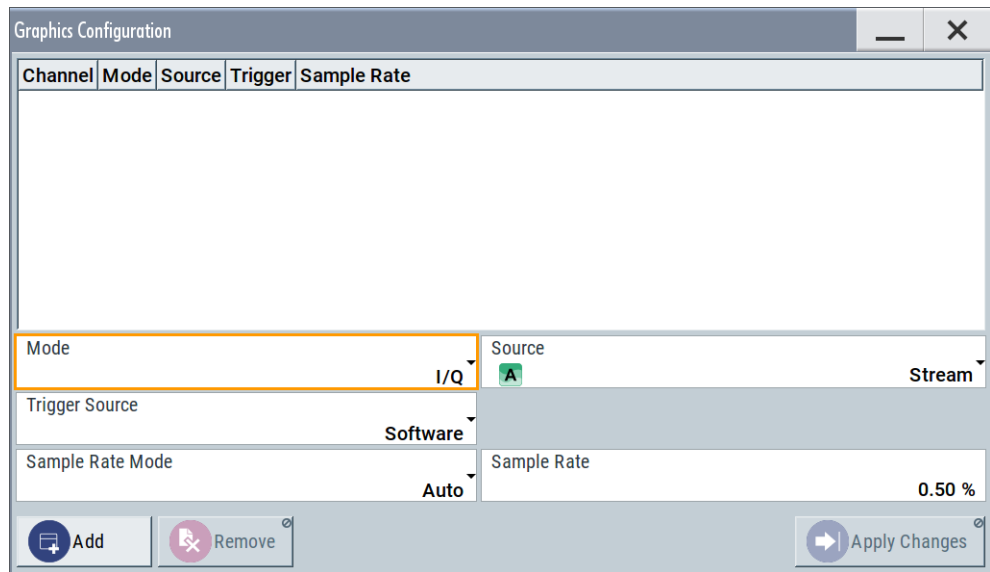 Graphics Configuration
Channel Mode Source Trigger Sample Rate
Mode
I/Q
Source
A Stream
Trigger Source
Software
Sample Rate Mode
Auto
Sample Rate
0.50 %
Add
Remove
Apply Changes